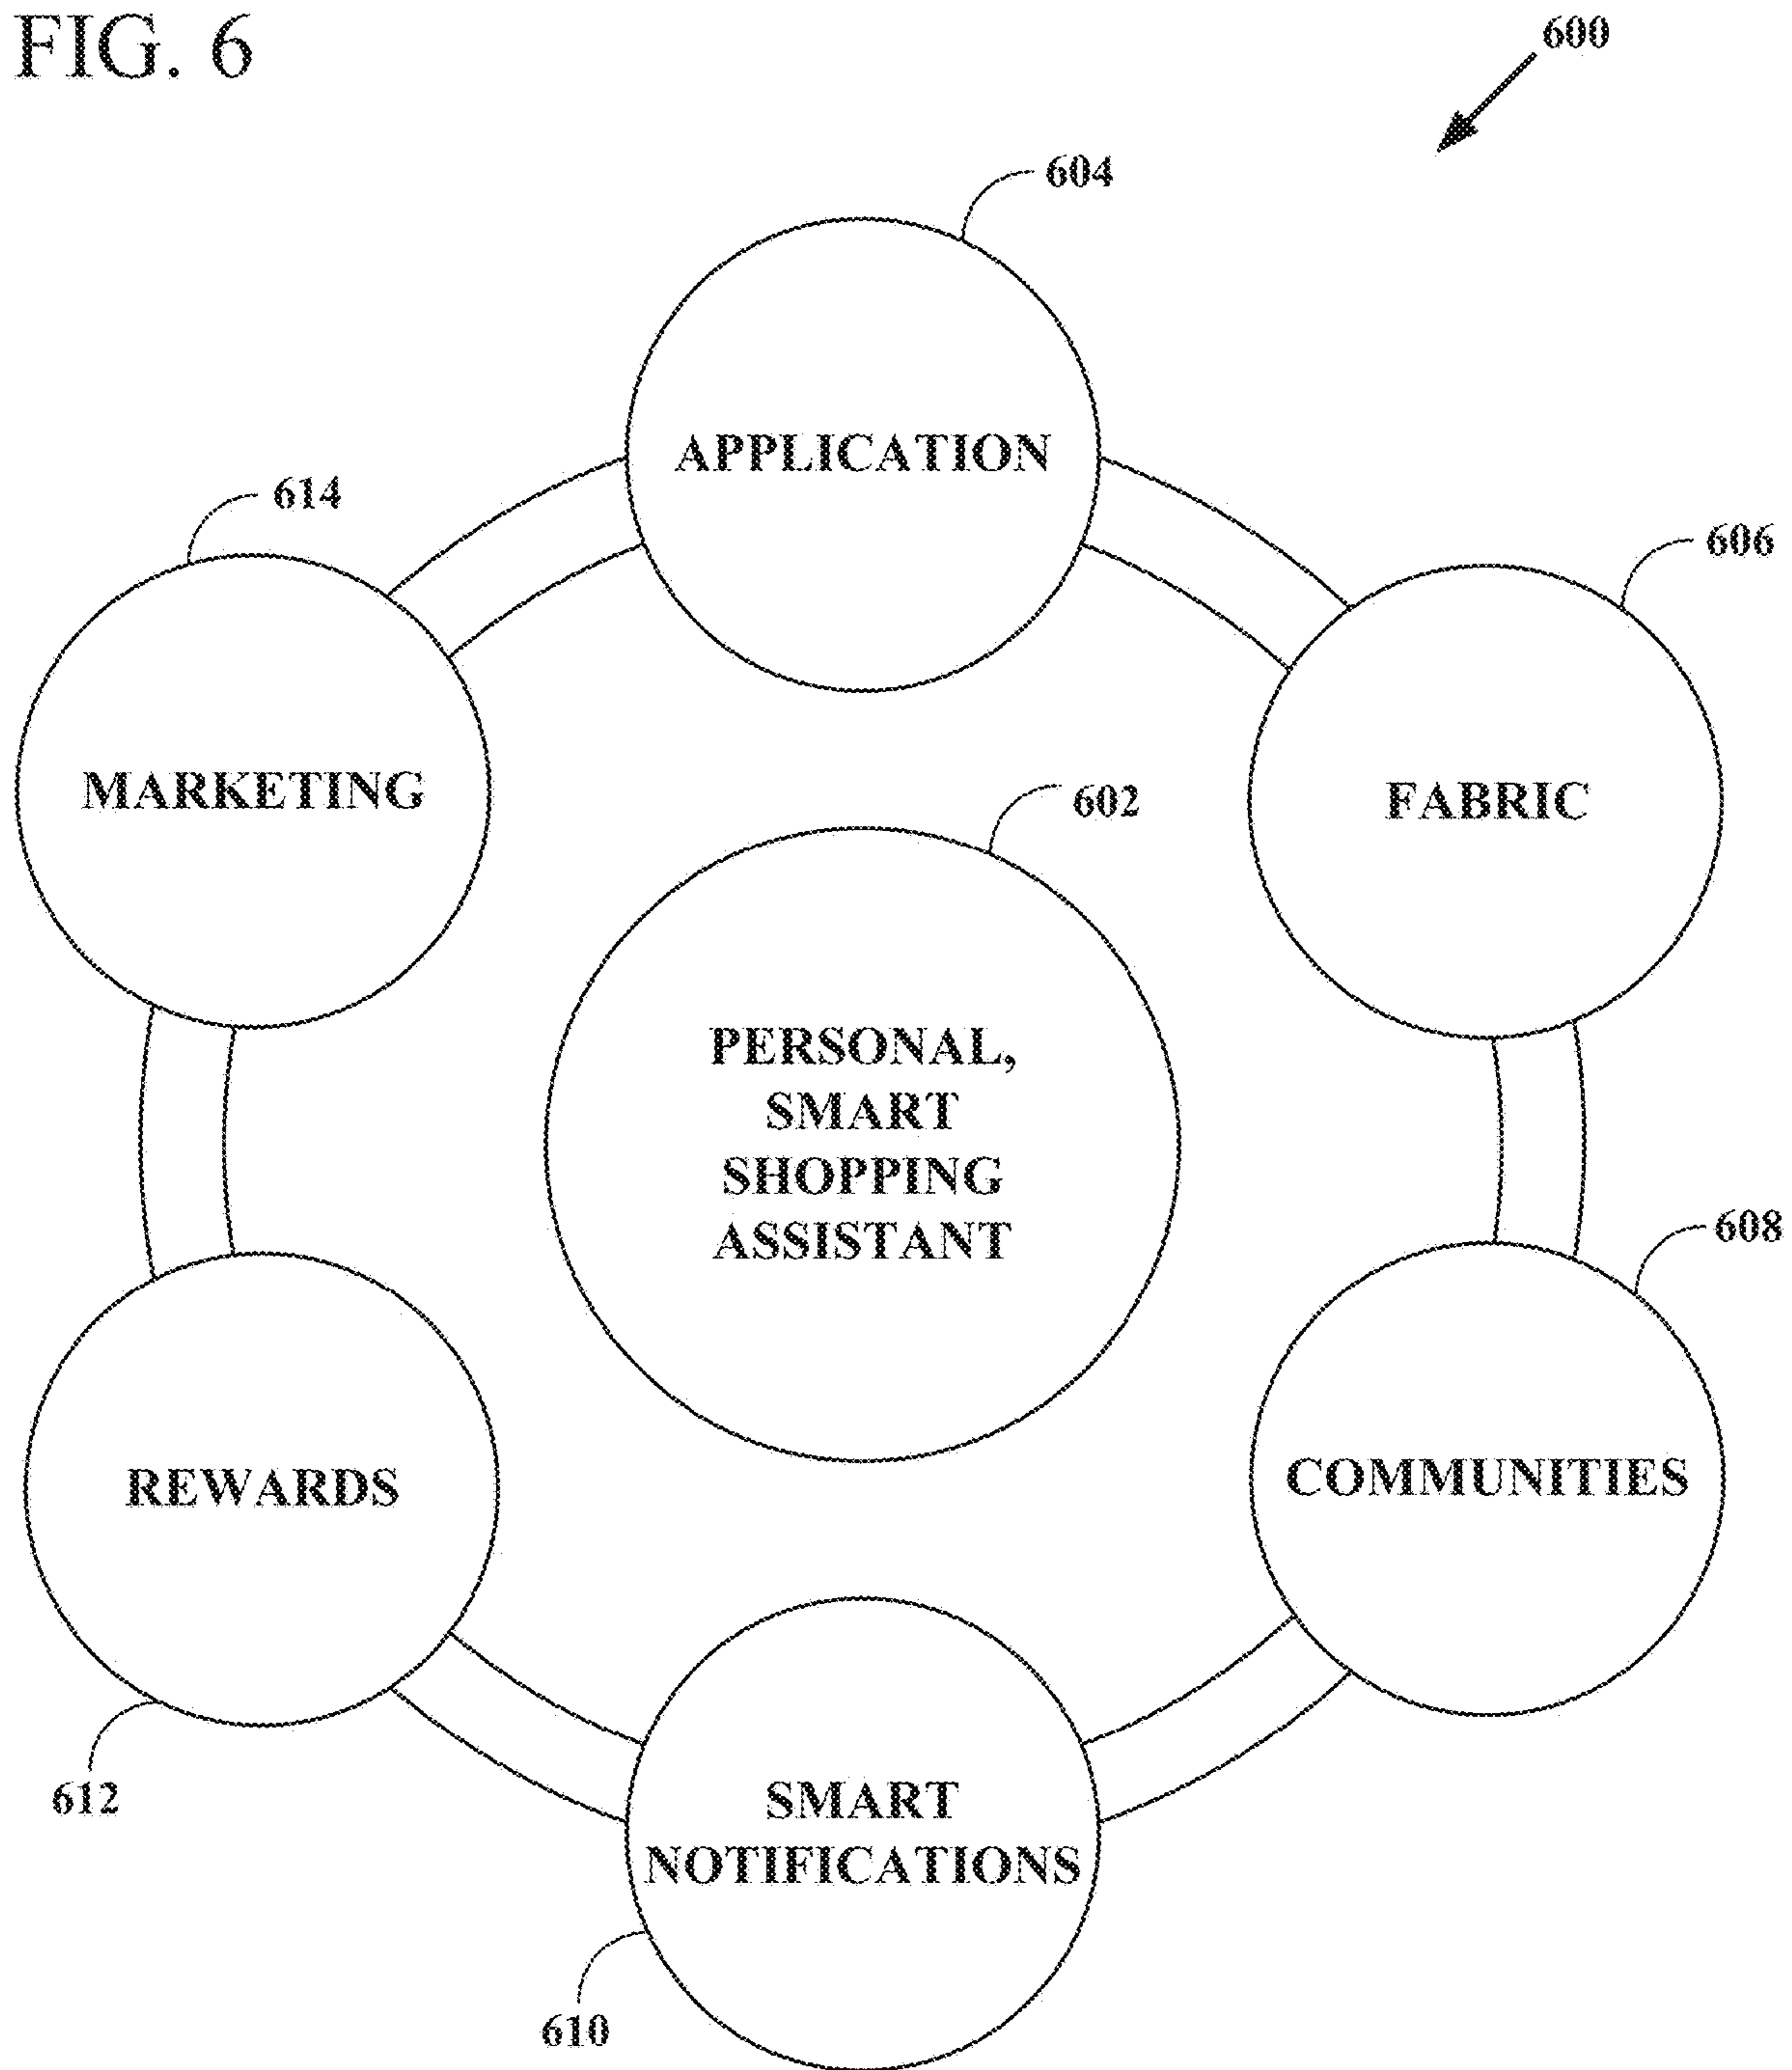 FIG. 6
600
604
APPLICATION
614
606
MARKETING
FABRIC
602
PERSONAL,
SMART
SHOPPING
ASSISTANT
608
REWARDS
COMMUNITIES
612
SMART
NOTIFICATIONS
610